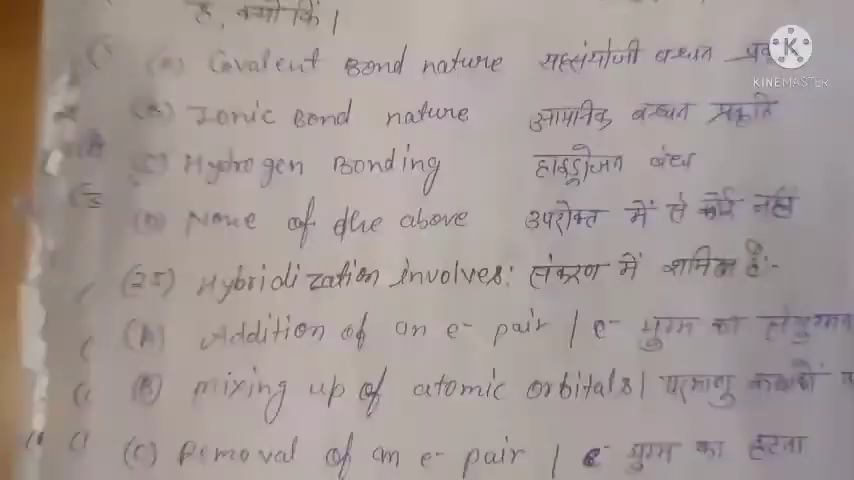 है, क्योंकि।
(a) Covalent Bond nature सहसंयोजी बन्धन
K
KINEMASTER
(B) Ionic Bond nature आयनिक बन्धन प्रकृति
(C) Hydrogen Bonding हाइड्रोजन बंध
(D) None of the above उपरोक्त में से कोई नहीं
(25) Hybridization involves: संकरण में शामिल है:-
(A) Addition of an e- pair / e- युग्म का
(B) mixing up of atomic orbitals / परमाणु कक्षकों
(C) Removal of an e- pair / e- युग्म का हटना